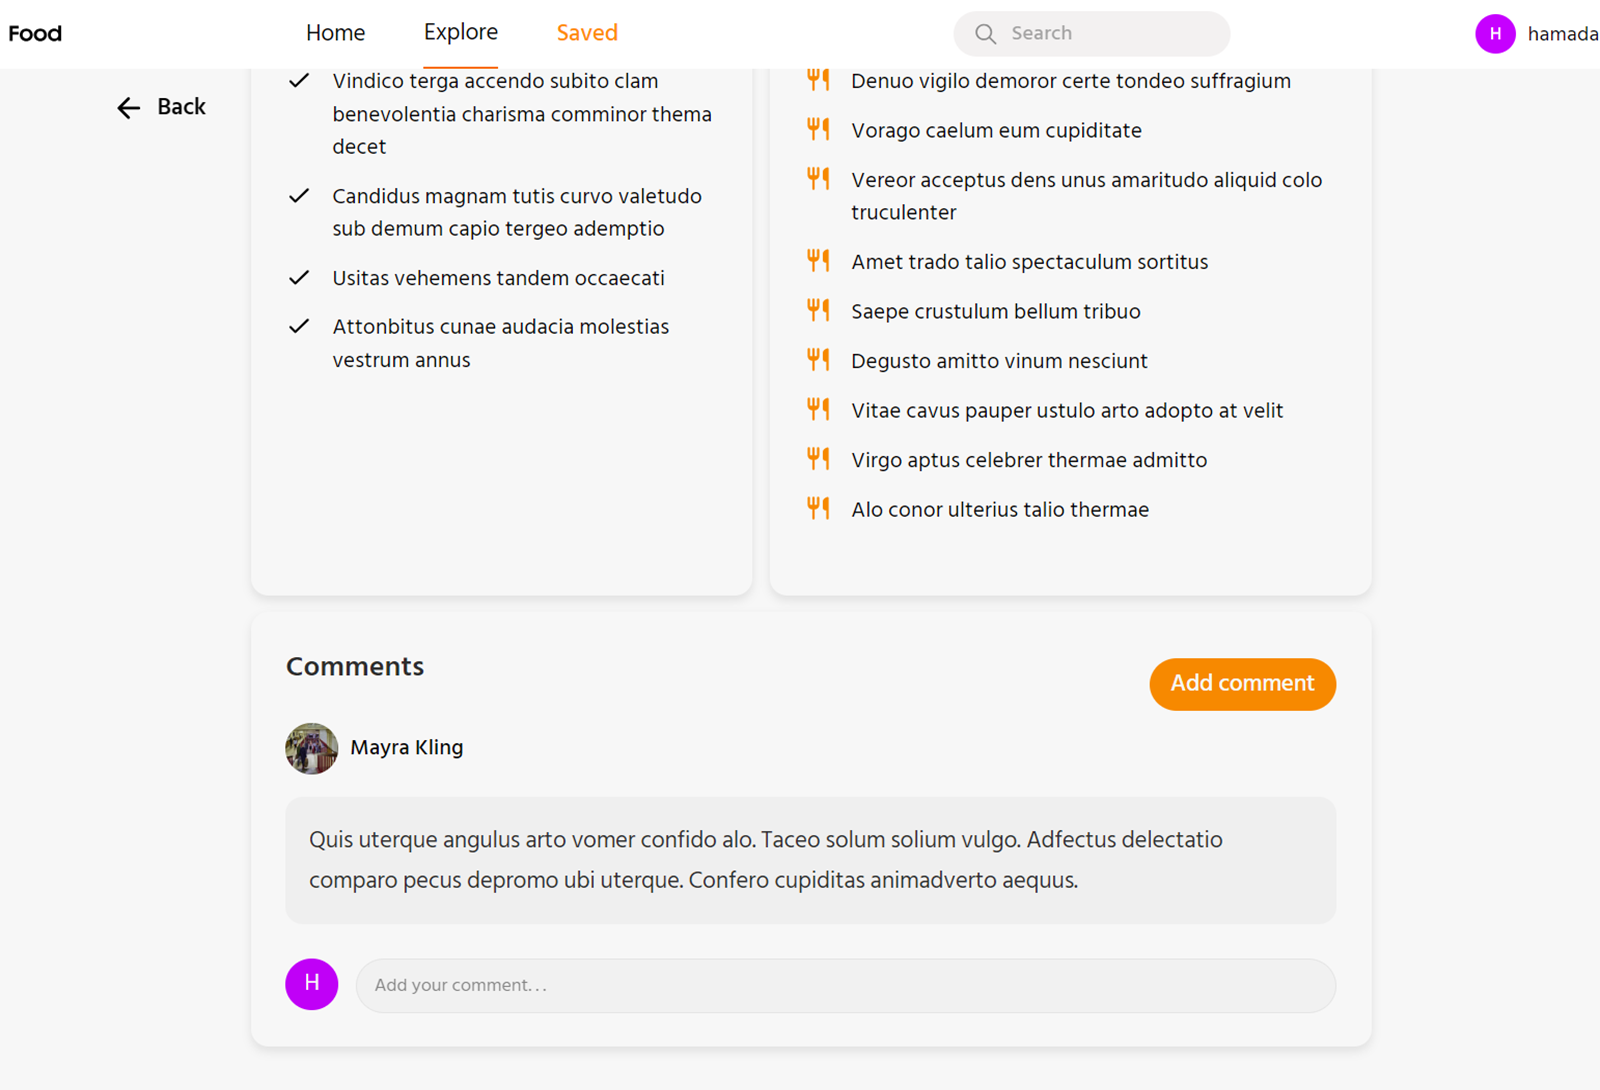 Food
Home
Explore
Saved
Search
H
hamada
Back
Vindico terga accendo subito clam
benevolentia charisma comminor thema
decet
Candidus magnam tutis curvo valetudo
sub demum capio tergeo ademptio
Usitas vehemens tandem occaecati
Attonbitus cunae audacia molestias
vestrum annus
Denuo vigilo demoror certe tondeo suffragium
Vorago caelum eum cupiditate
Vereor acceptus dens unus amaritudo aliquid colo
truculenter
Amet trado talio spectaculum sortitus
Saepe crustulum bellum tribuo
Degusto amitto vinum nesciunt
Vitae cavus pauper ustulo arto adopto at velit
Virgo aptus celebrer thermae admitto
Alo conor ulterius talio thermae
Comments
Add comment
Mayra Kling
Quis uterque angulus arto vomer confido alo. Taceo solum solium vulgo. Adfectus delectatio
comparo pecus depromo ubi uterque. Confero cupiditas animadverto aequus.
H
Add your comment...